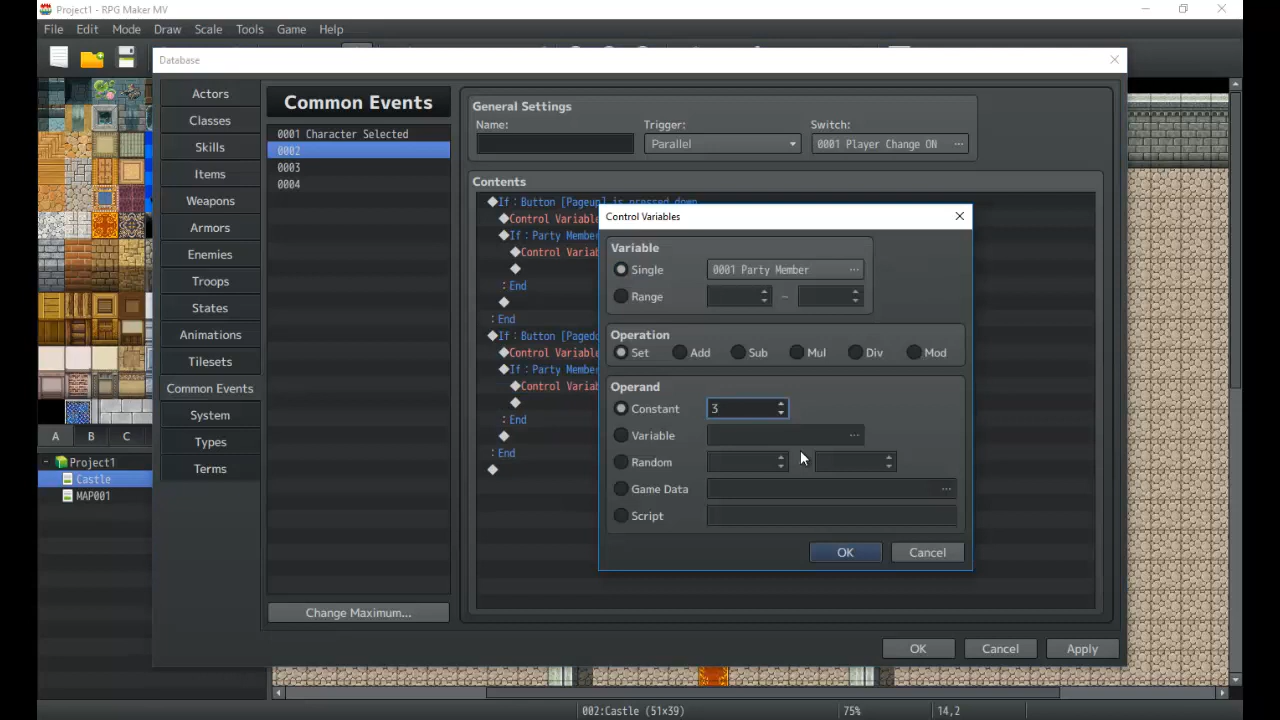 Project1 - RPG Maker MV
File Edit Mode Draw Scale Tools Game Help
Database
Actors
Classes
Skills
Items
Weapons
Armors
Enemies
Troops
States
Animations
Tilesets
Common Events
System
Types
Terms
Common Events
0001 Character Selected
0002
0003
0004
Change Maximum...
General Settings
Name: Trigger: Switch:
Parallel 0001 Player Change ON ...
Contents
◆If : Button [Pageup] is pressed down
◆Control Variable
◆If : Party Member
◆Control Variab
◆
: End
◆
: End
◆If : Button [Pagedo
◆Control Variable
◆If : Party Member
◆Control Variab
◆
: End
◆
: End
◆
Control Variables
Variable
Single 0001 Party Member ...
Range –
Operation
Set Add Sub Mul Div Mod
Operand
Constant 3
Variable ...
Random
Game Data ...
Script
OK Cancel
OK Cancel Apply
A B C
Project1
Castle
MAP001
002:Castle (51x39) 75% 14,2